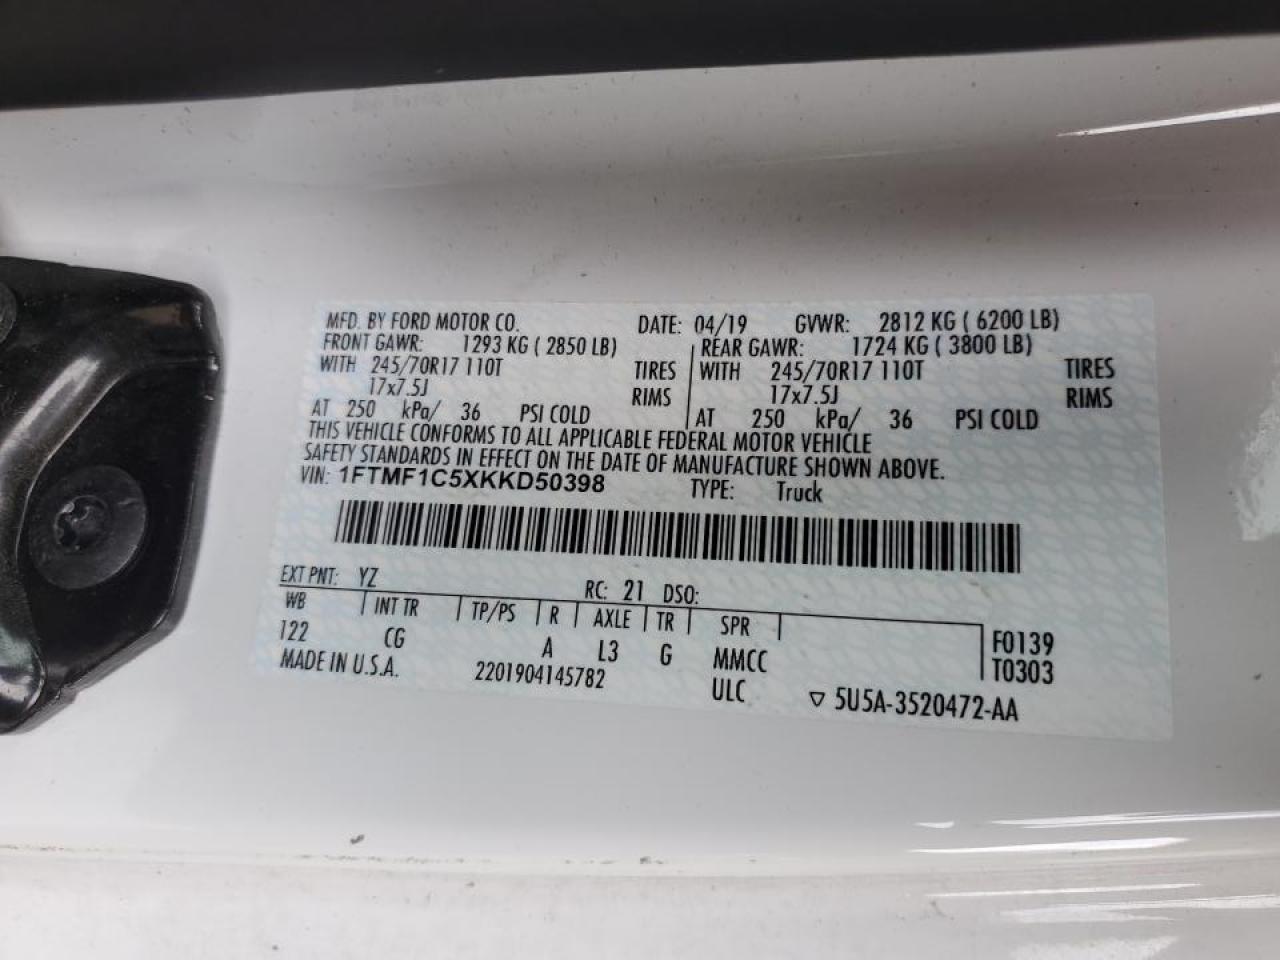 MFD. BY FORD MOTOR CO. DATE: 04/19 GVWR: 2812 KG ( 6200 LB)
FRONT GAWR: 1293 KG ( 2850 LB) REAR GAWR: 1724 KG ( 3800 LB)
WITH 245/70R17 110T TIRES WITH 245/70R17 110T TIRES
17x7.5J RIMS 17x7.5J RIMS
AT 250 kPa/ 36 PSI COLD AT 250 kPa/ 36 PSI COLD
THIS VEHICLE CONFORMS TO ALL APPLICABLE FEDERAL MOTOR VEHICLE
SAFETY STANDARDS IN EFFECT ON THE DATE OF MANUFACTURE SHOWN ABOVE.
VIN: 1FTMF1C5XKKD50398 TYPE: Truck
EXT PNT: YZ RC: 21 DSO:
WB INT TR TP/PS R AXLE TR SPR F0139
122 CG A L3 G MMCC T0303
MADE IN U.S.A. 2201904145782 ULC ▽ 5U5A-3520472-AA